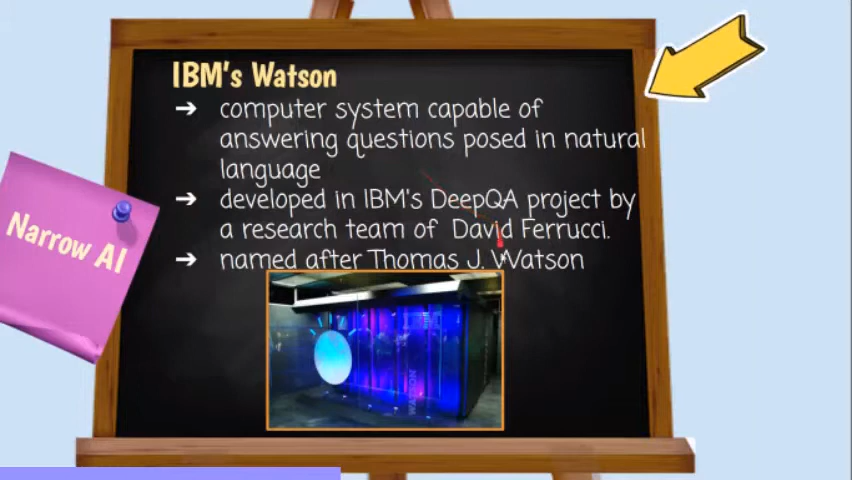 IBM's Watson
➔ computer system capable of
answering questions posed in natural
language
➔ developed in IBM's DeepQA project by
a research team of David Ferrucci.
➔ named after Thomas J. Watson
Narrow AI
WATSON